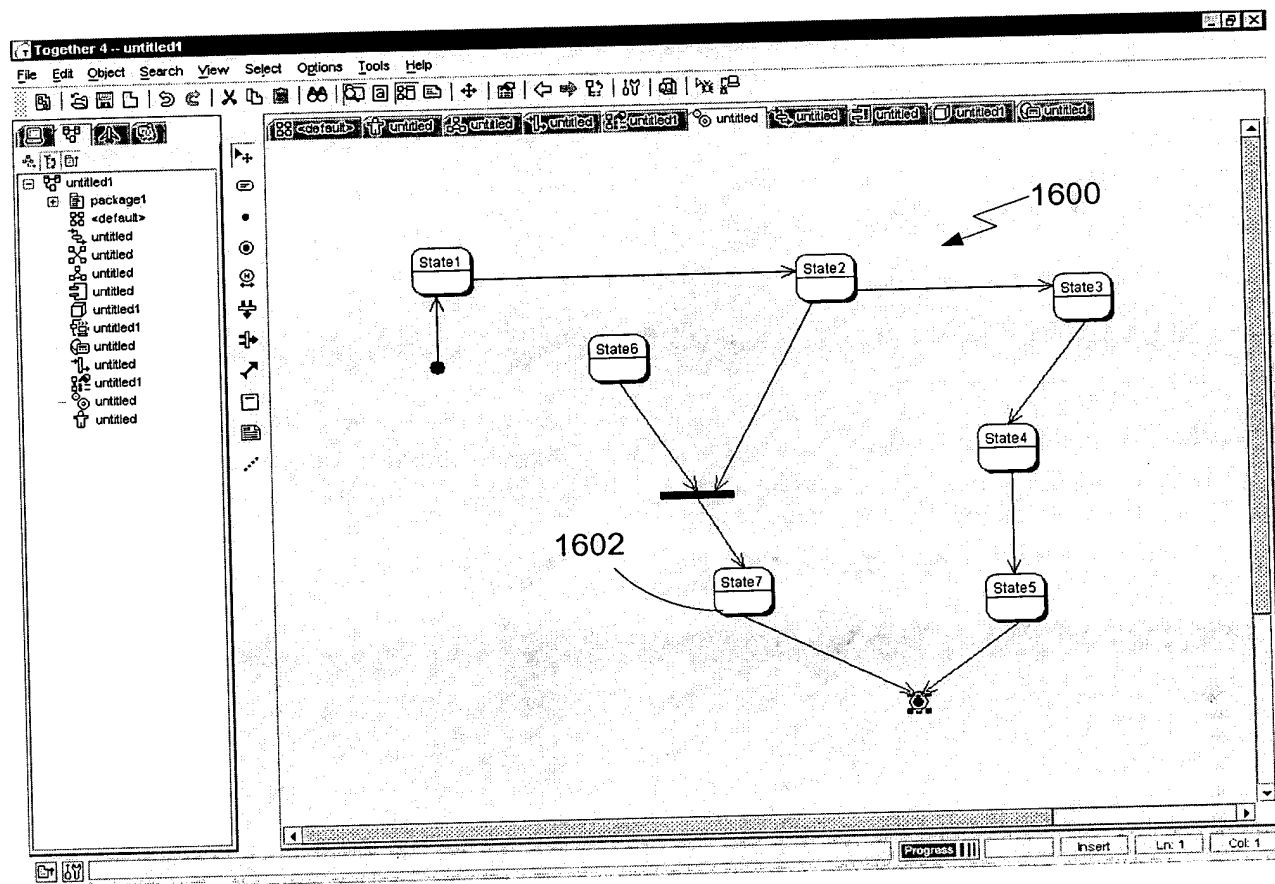 Together 4 -- untitled1
File Edit Object Search View Select Options Tools Help
<default> untitled untitled untitled untitled1 untitled untitled untitled untitled1 untitled
untitled1
package1
<default>
untitled
untitled
untitled
untitled
untitled1
untitled1
untitled
untitled
untitled1
untitled
untitled
1600
State1
State2
State3
State6
State4
1602
State7
State5
Progress Insert Ln: 1 Col: 1